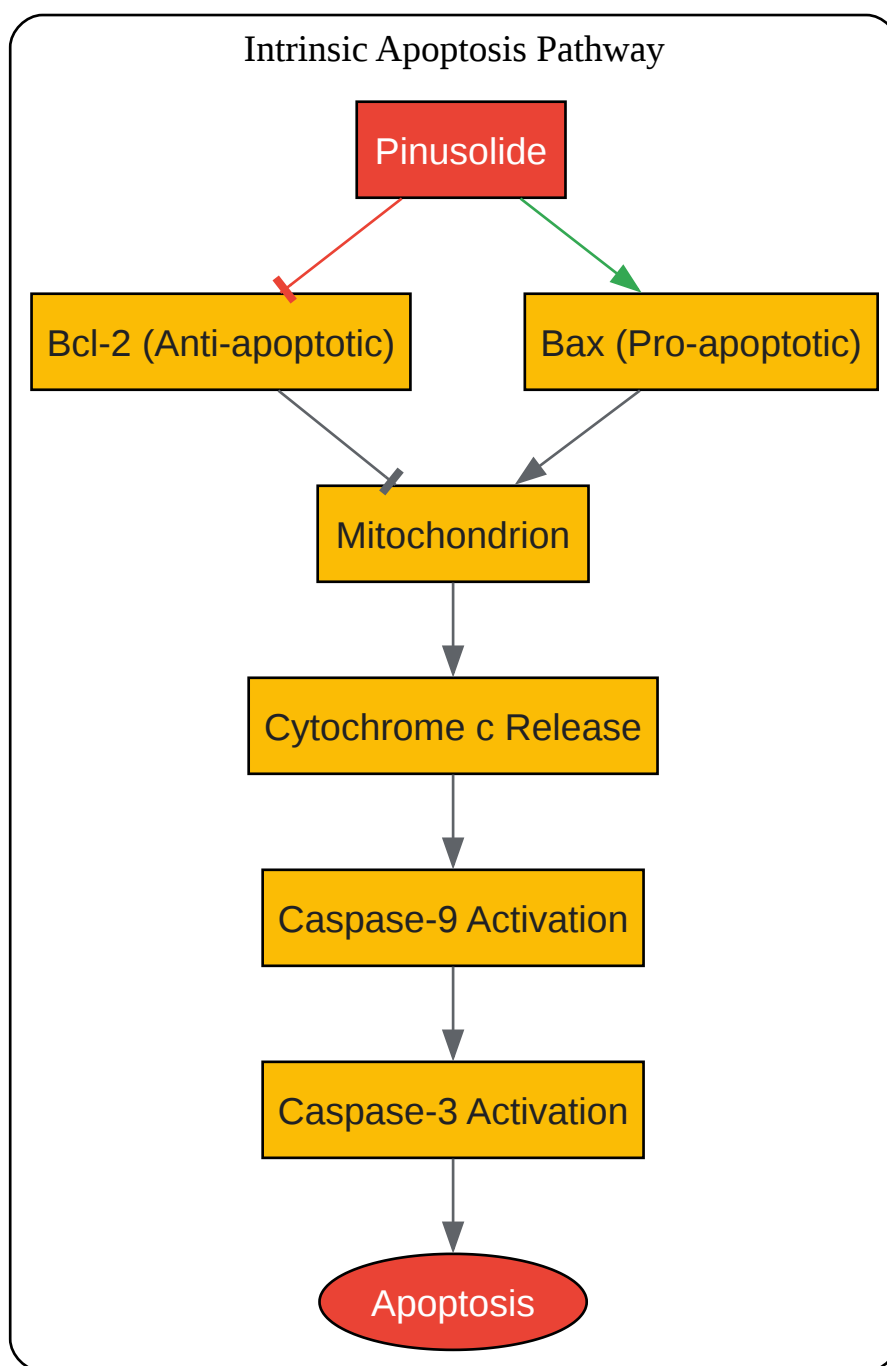 Intrinsic Apoptosis Pathway
Pinusolide
Bcl-2 (Anti-apoptotic)
Bax (Pro-apoptotic)
Mitochondrion
Cytochrome c Release
Caspase-9 Activation
Caspase-3 Activation
Apoptosis